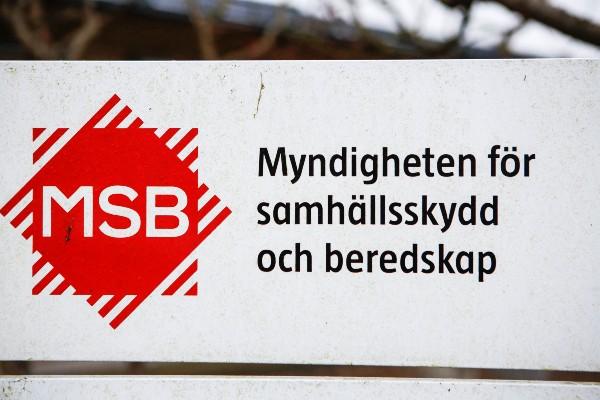 MSB
Myndigheten för
samhällsskydd
och beredskap